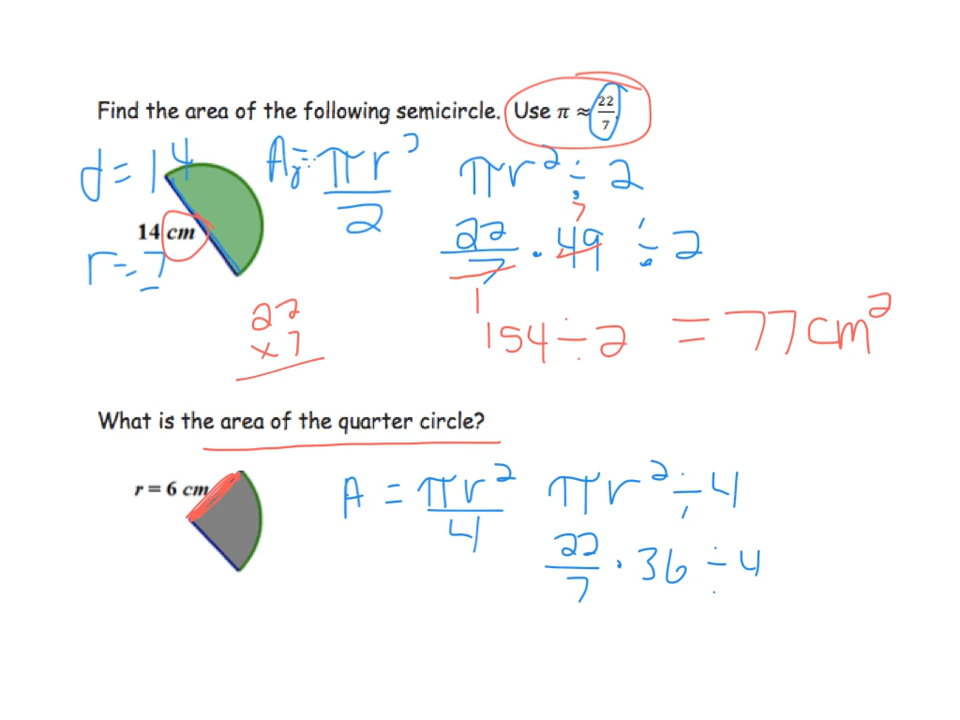 Find the area of the following semicircle. Use π ≈ 22/7
d = 14
A = πr²/2
πr² ÷ 2
14 cm
22/7 · 49 ÷ 2
7
1
r = 7
22
x 7
154 ÷ 2 = 77 cm²
What is the area of the quarter circle?
r = 6 cm
A = πr²/4
πr² ÷ 4
22/7 · 36 ÷ 4